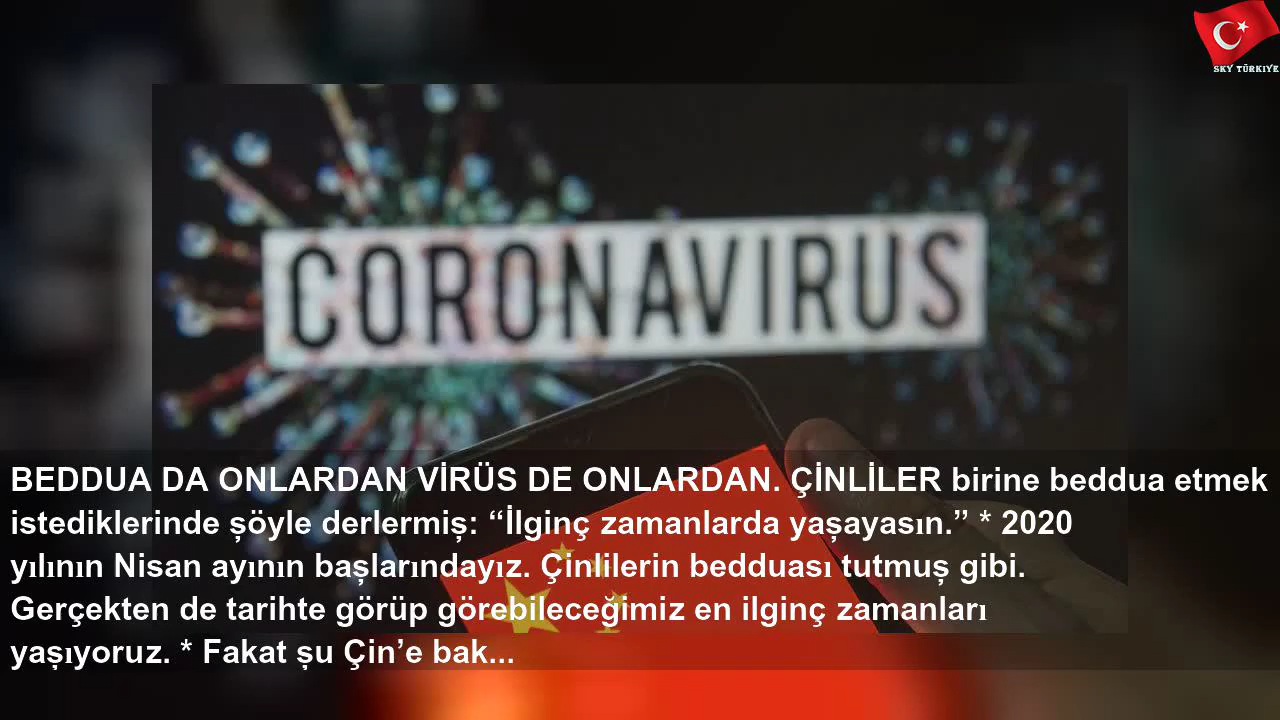 SKY TÜRKIYE
CORONAVIRUS
BEDDUA DA ONLARDAN VİRÜS DE ONLARDAN. ÇİNLİLER birine beddua etmek
istediklerinde şöyle derlermiş: “İlginç zamanlarda yaşayasın.” * 2020
yılının Nisan ayının başlarındayız. Çinlilerin bedduası tutmuş gibi.
Gerçekten de tarihte görüp görebileceğimiz en ilginç zamanları
yaşıyoruz. * Fakat şu Çin’e bak...